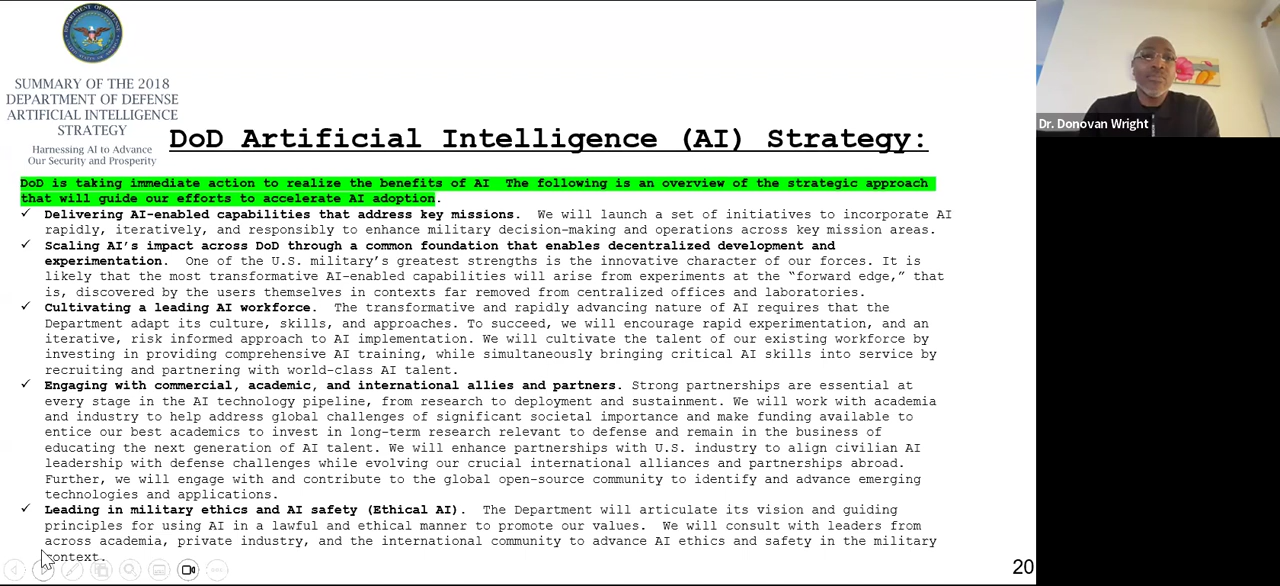 SUMMARY OF THE 2018
DEPARTMENT OF DEFENSE
ARTIFICIAL INTELLIGENCE
STRATEGY
Harnessing AI to Advance
Our Security and Prosperity
DoD Artificial Intelligence (AI) Strategy:
DoD is taking immediate action to realize the benefits of AI The following is an overview of the strategic approach
that will guide our efforts to accelerate AI adoption.
✓ Delivering AI-enabled capabilities that address key missions. We will launch a set of initiatives to incorporate AI
rapidly, iteratively, and responsibly to enhance military decision-making and operations across key mission areas.
✓ Scaling AI's impact across DoD through a common foundation that enables decentralized development and
experimentation. One of the U.S. military's greatest strengths is the innovative character of our forces. It is
likely that the most transformative AI-enabled capabilities will arise from experiments at the "forward edge," that
is, discovered by the users themselves in contexts far removed from centralized offices and laboratories.
✓ Cultivating a leading AI workforce. The transformative and rapidly advancing nature of AI requires that the
Department adapt its culture, skills, and approaches. To succeed, we will encourage rapid experimentation, and an
iterative, risk informed approach to AI implementation. We will cultivate the talent of our existing workforce by
investing in providing comprehensive AI training, while simultaneously bringing critical AI skills into service by
recruiting and partnering with world-class AI talent.
✓ Engaging with commercial, academic, and international allies and partners. Strong partnerships are essential at
every stage in the AI technology pipeline, from research to deployment and sustainment. We will work with academia
and industry to help address global challenges of significant societal importance and make funding available to
entice our best academics to invest in long-term research relevant to defense and remain in the business of
educating the next generation of AI talent. We will enhance partnerships with U.S. industry to align civilian AI
leadership with defense challenges while evolving our crucial international alliances and partnerships abroad.
Further, we will engage with and contribute to the global open-source community to identify and advance emerging
technologies and applications.
✓ Leading in military ethics and AI safety (Ethical AI). The Department will articulate its vision and guiding
principles for using AI in a lawful and ethical manner to promote our values. We will consult with leaders from
across academia, private industry, and the international community to advance AI ethics and safety in the military
context.
20
Dr. Donovan Wright